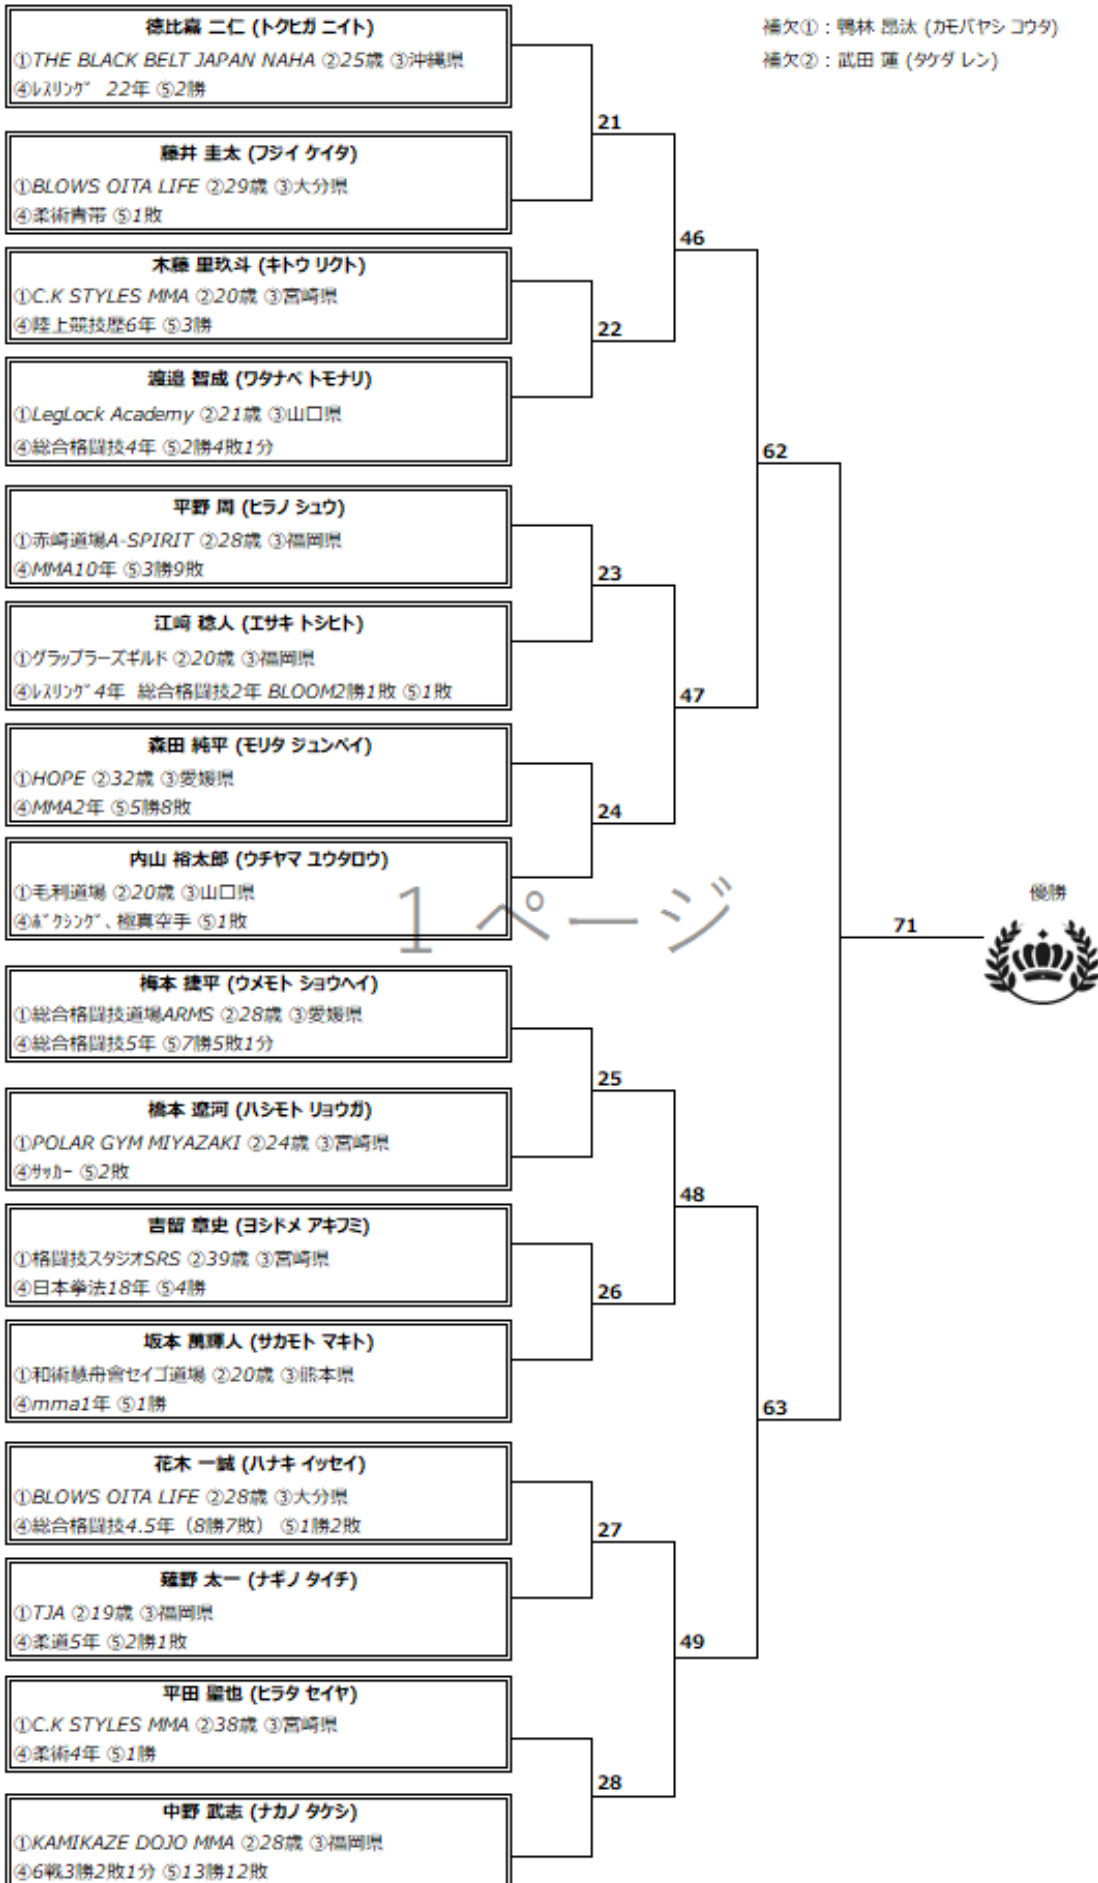 徳比嘉 二仁 (トクヒガ ニイト)
①THE BLACK BELT JAPAN NAHA ②25歳 ③沖縄県
④ﾚｽﾘﾝｸﾞ 22年 ⑤2勝
補欠①：鴨林 昂汰 (カモバヤシ コウタ)
補欠②：武田 蓮 (タケダ レン)
21
藤井 圭太 (フジイ ケイタ)
①BLOWS OITA LIFE ②29歳 ③大分県
④柔術青帯 ⑤1敗
46
木藤 里玖斗 (キトウ リクト)
①C.K STYLES MMA ②20歳 ③宮崎県
④陸上競技歴6年 ⑤3勝
22
渡邉 智成 (ワタナベ トモナリ)
①LegLock Academy ②21歳 ③山口県
④総合格闘技4年 ⑤2勝4敗1分
62
平野 周 (ヒラノ シュウ)
①赤崎道場A-SPIRIT ②28歳 ③福岡県
④MMA10年 ⑤3勝9敗
23
江﨑 稔人 (エサキ トシヒト)
①グラップラーズギルド ②20歳 ③福岡県
④ﾚｽﾘﾝｸﾞ4年 総合格闘技2年 BLOOM2勝1敗 ⑤1敗
47
森田 純平 (モリタ ジュンペイ)
①HOPE ②32歳 ③愛媛県
④MMA2年 ⑤5勝8敗
24
内山 裕太郎 (ウチヤマ ユウタロウ)
①毛利道場 ②20歳 ③山口県
④ﾎﾞｸｼﾝｸﾞ、極真空手 ⑤1敗
1 ページ
71
優勝
梅本 捷平 (ウメモト ショウヘイ)
①総合格闘技道場ARMS ②28歳 ③愛媛県
④総合格闘技5年 ⑤7勝5敗1分
25
橋本 遼河 (ハシモト リョウガ)
①POLAR GYM MIYAZAKI ②24歳 ③宮崎県
④ｻｯｶｰ ⑤2敗
48
吉留 章史 (ヨシドメ アキフミ)
①格闘技スタジオSRS ②39歳 ③宮崎県
④日本拳法18年 ⑤4勝
26
坂本 萬輝人 (サカモト マキト)
①和術慧舟會セイゴ道場 ②20歳 ③熊本県
④mma1年 ⑤1勝
63
花木 一誠 (ハナキ イッセイ)
①BLOWS OITA LIFE ②28歳 ③大分県
④総合格闘技4.5年（8勝7敗） ⑤1勝2敗
27
薙野 太一 (ナギノ タイチ)
①TJA ②19歳 ③福岡県
④柔道5年 ⑤2勝1敗
49
平田 聖也 (ヒラタ セイヤ)
①C.K STYLES MMA ②38歳 ③宮崎県
④柔術4年 ⑤1勝
28
中野 武志 (ナカノ タケシ)
①KAMIKAZE DOJO MMA ②28歳 ③福岡県
④6戦3勝2敗1分 ⑤13勝12敗